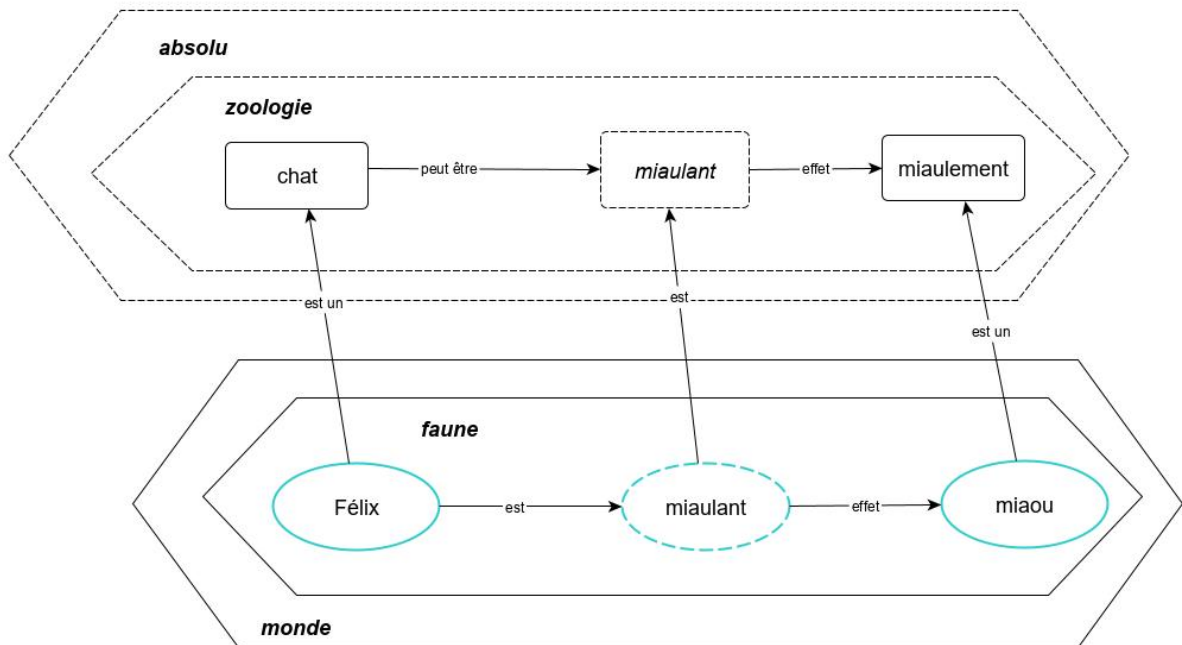 absolu
zoologie
chat
peut être
miaulant
effet
miaulement
est un
est
est un
faune
Félix
est
miaulant
effet
miaou
monde